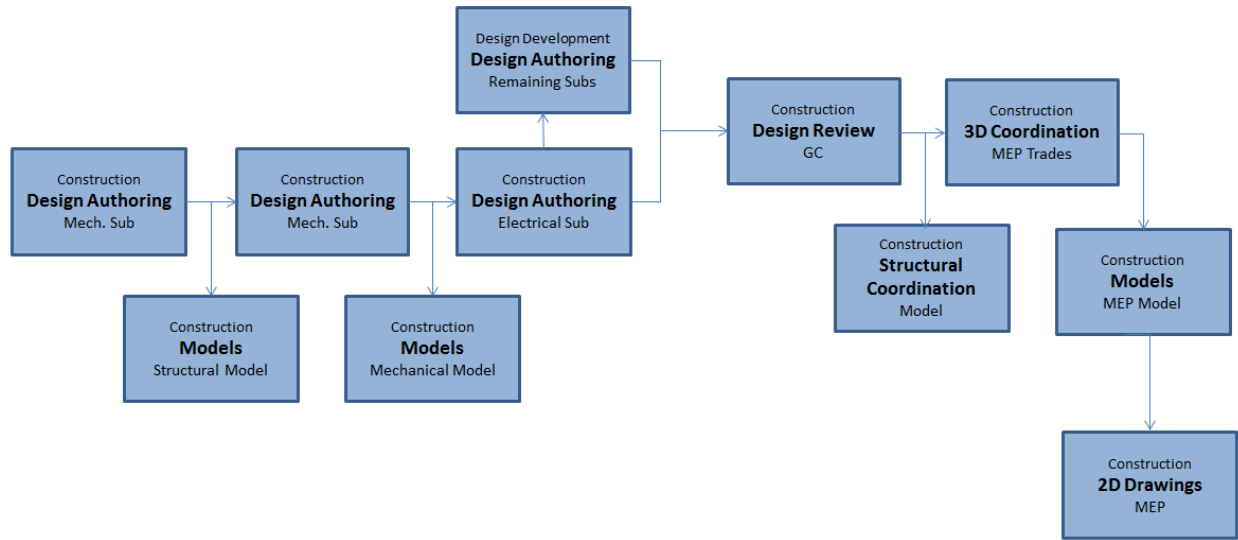 Design Development
Design Authoring
Remaining Subs
Construction
Design Review
GC
Construction
3D Coordination
MEP Trades
Construction
Design Authoring
Mech. Sub
Construction
Design Authoring
Mech. Sub
Construction
Design Authoring
Electrical Sub
Construction
Structural
Coordination
Model
Construction
Models
MEP Model
Construction
Models
Structural Model
Construction
Models
Mechanical Model
Construction
2D Drawings
MEP